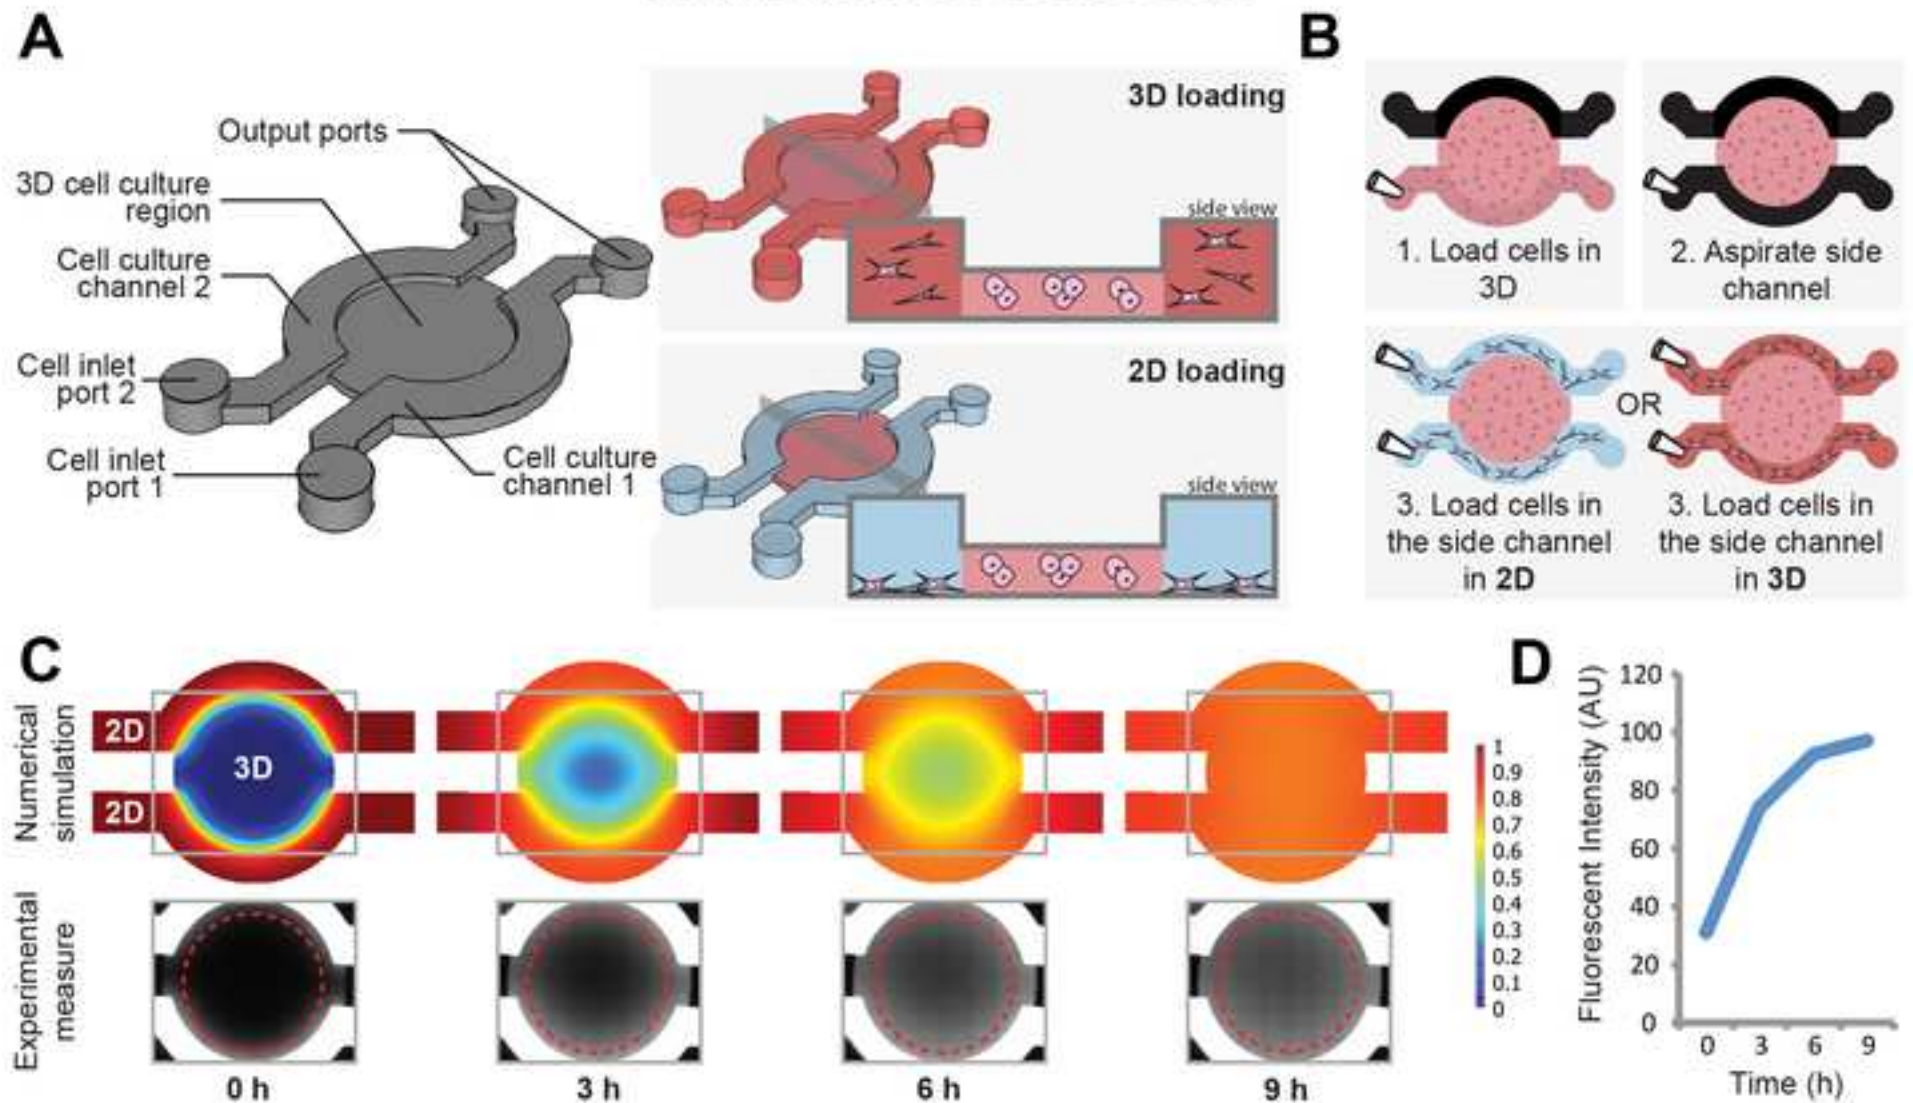 A
Output ports
3D cell culture
region
Cell culture
channel 2
Cell inlet
port 2
Cell inlet
port 1
Cell culture
channel 1
3D loading
side view
2D loading
side view
B
1. Load cells in
3D
2. Aspirate side
channel
OR
3. Load cells in
the side channel
in 2D
3. Load cells in
the side channel
in 3D
C
Numerical
simulation
2D
3D
2D
1
0.9
0.8
0.7
0.6
0.5
0.4
0.3
0.2
0.1
0
Experimental
measure
0 h
3 h
6 h
9 h
D
Fluorescent Intensity (AU)
120
100
80
60
40
20
0
0 3 6 9
Time (h)